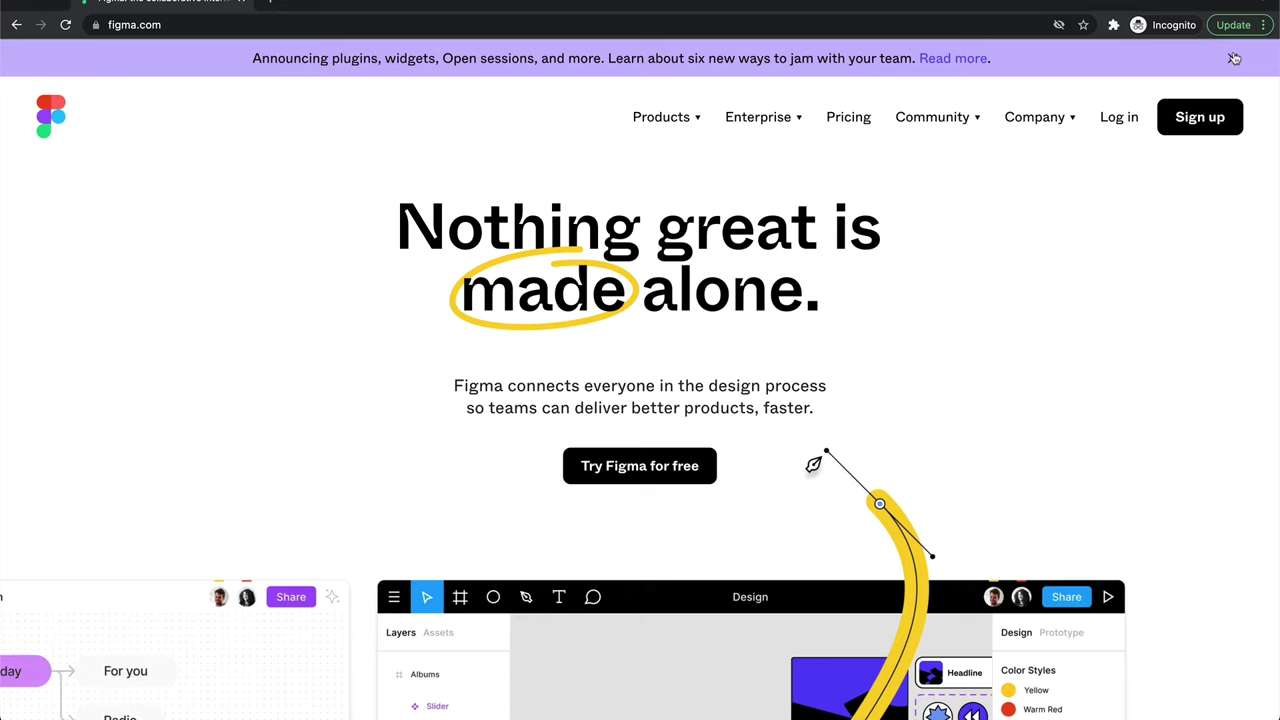 figma.com
Incognito
Update
Announcing plugins, widgets, Open sessions, and more. Learn about six new ways to jam with your team. Read more.
Products
Enterprise
Pricing
Community
Company
Log in
Sign up
Nothing great is
made alone.
Figma connects everyone in the design process
so teams can deliver better products, faster.
Try Figma for free
Share
Design
Share
Layers Assets
Design Prototype
day
For you
Albums
Headline
Color Styles
Yellow
Slider
Warm Red